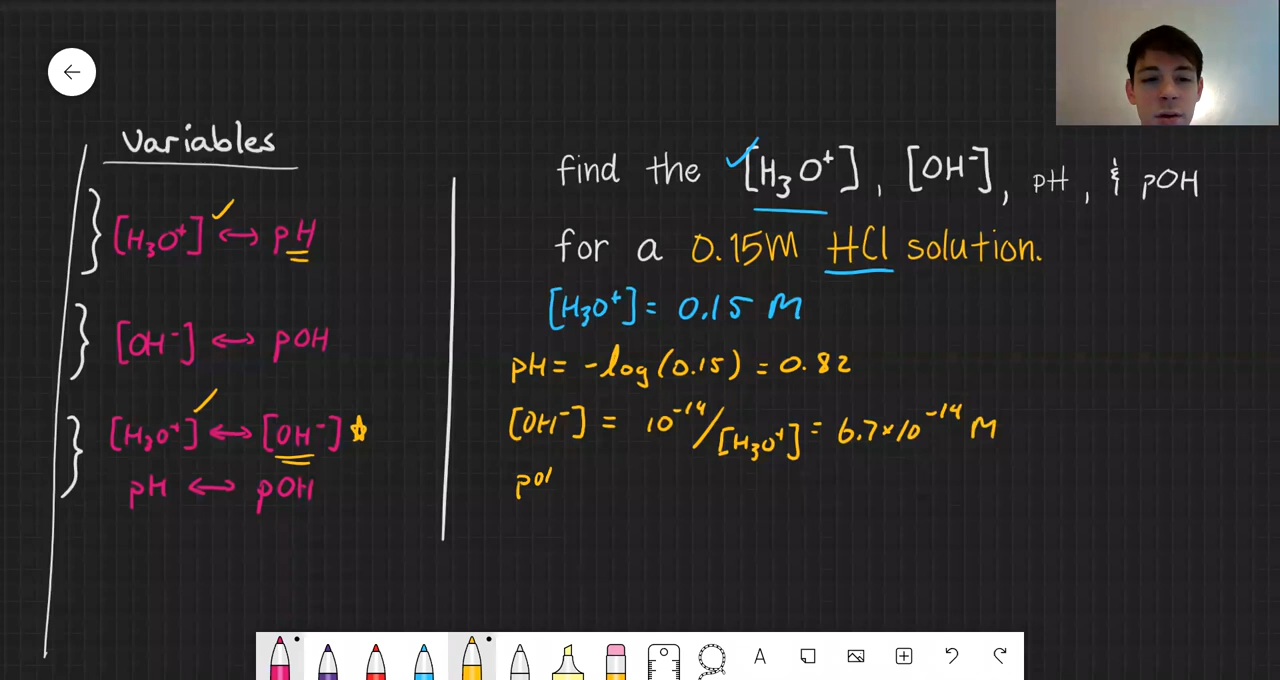 Variables
[H₃O⁺] ↔ pH
[OH⁻] ↔ pOH
[H₃O⁺] ↔ [OH⁻]
pH ↔ pOH
find the [H₃O⁺], [OH⁻], pH, & pOH
for a 0.15M HCl solution.
[H₃O⁺] = 0.15 M
pH = -log(0.15) = 0.82
[OH⁻] = 10⁻¹⁴/[H₃O⁺] = 6.7×10⁻¹⁴ M
A